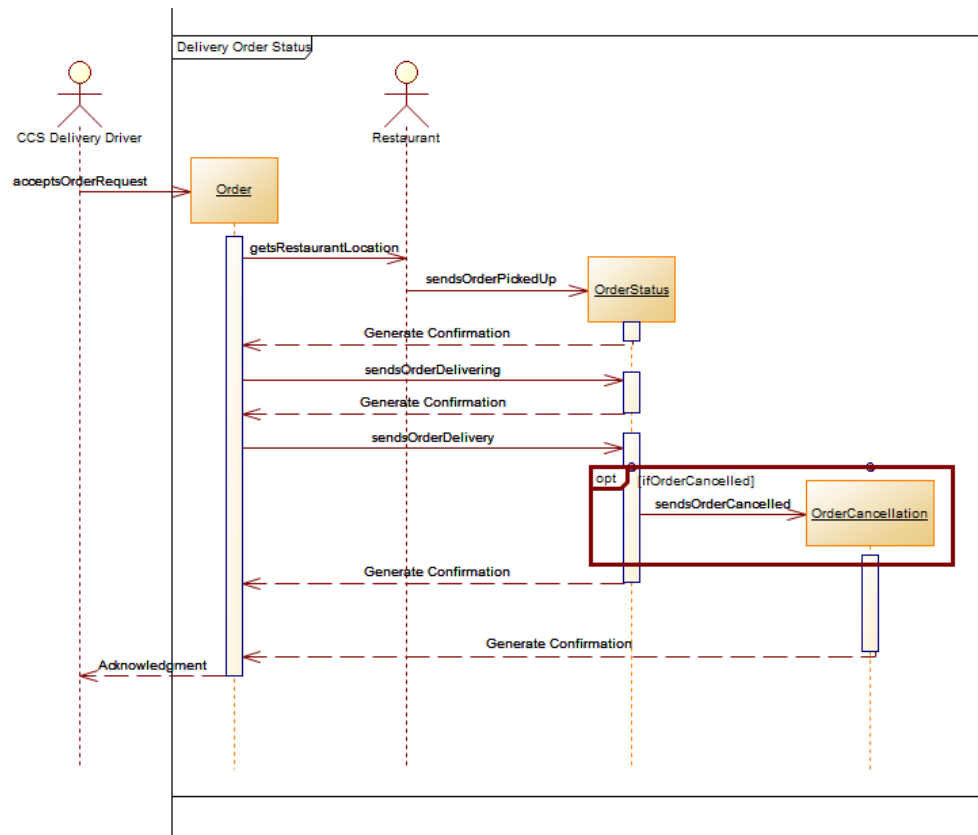 Delivery Order Status
CCS Delivery Driver
Restaurant
acceptsOrderRequest
Order
getsRestaurantLocation
sendsOrderPickedUp
OrderStatus
Generate Confirmation
sendsOrderDelivering
Generate Confirmation
sendsOrderDelivery
opt
[ifOrderCancelled]
sendsOrderCancelled
OrderCancellation
Generate Confirmation
Generate Confirmation
Acknowledgment